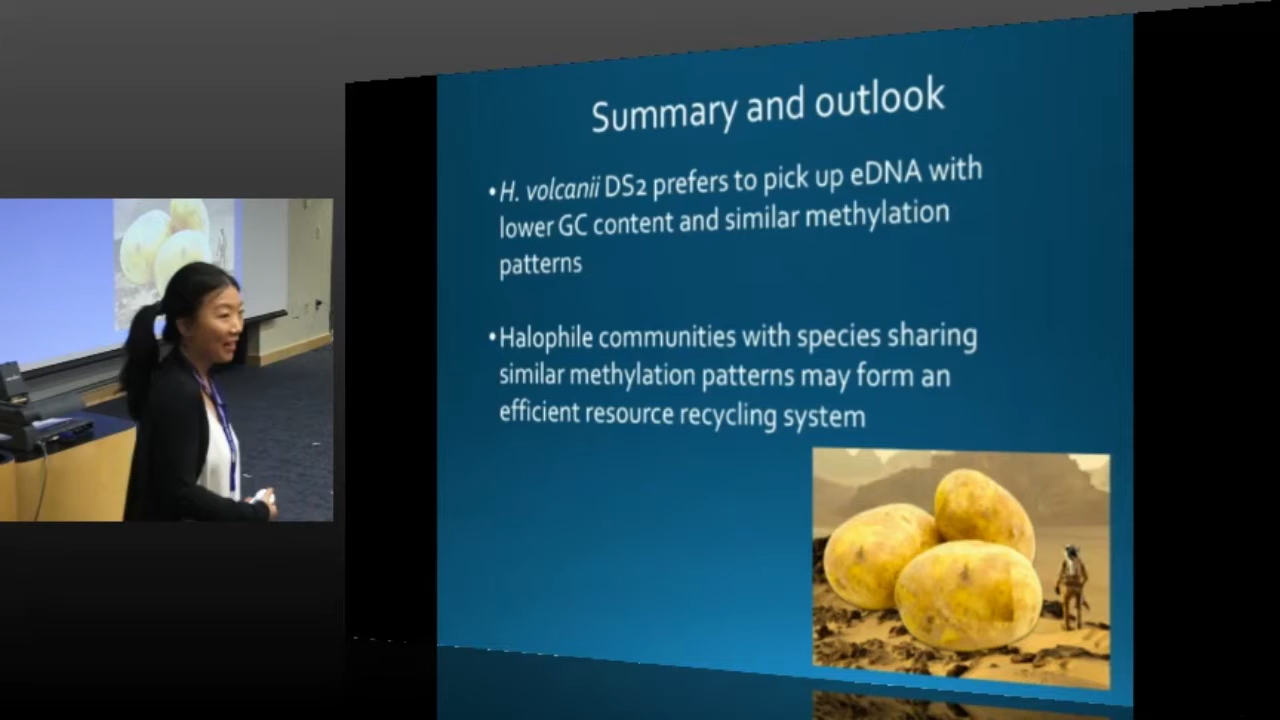 Summary and outlook
•H. volcanii DS2 prefers to pick up eDNA with
lower GC content and similar methylation
patterns
•Halophile communities with species sharing
similar methylation patterns may form an
efficient resource recycling system